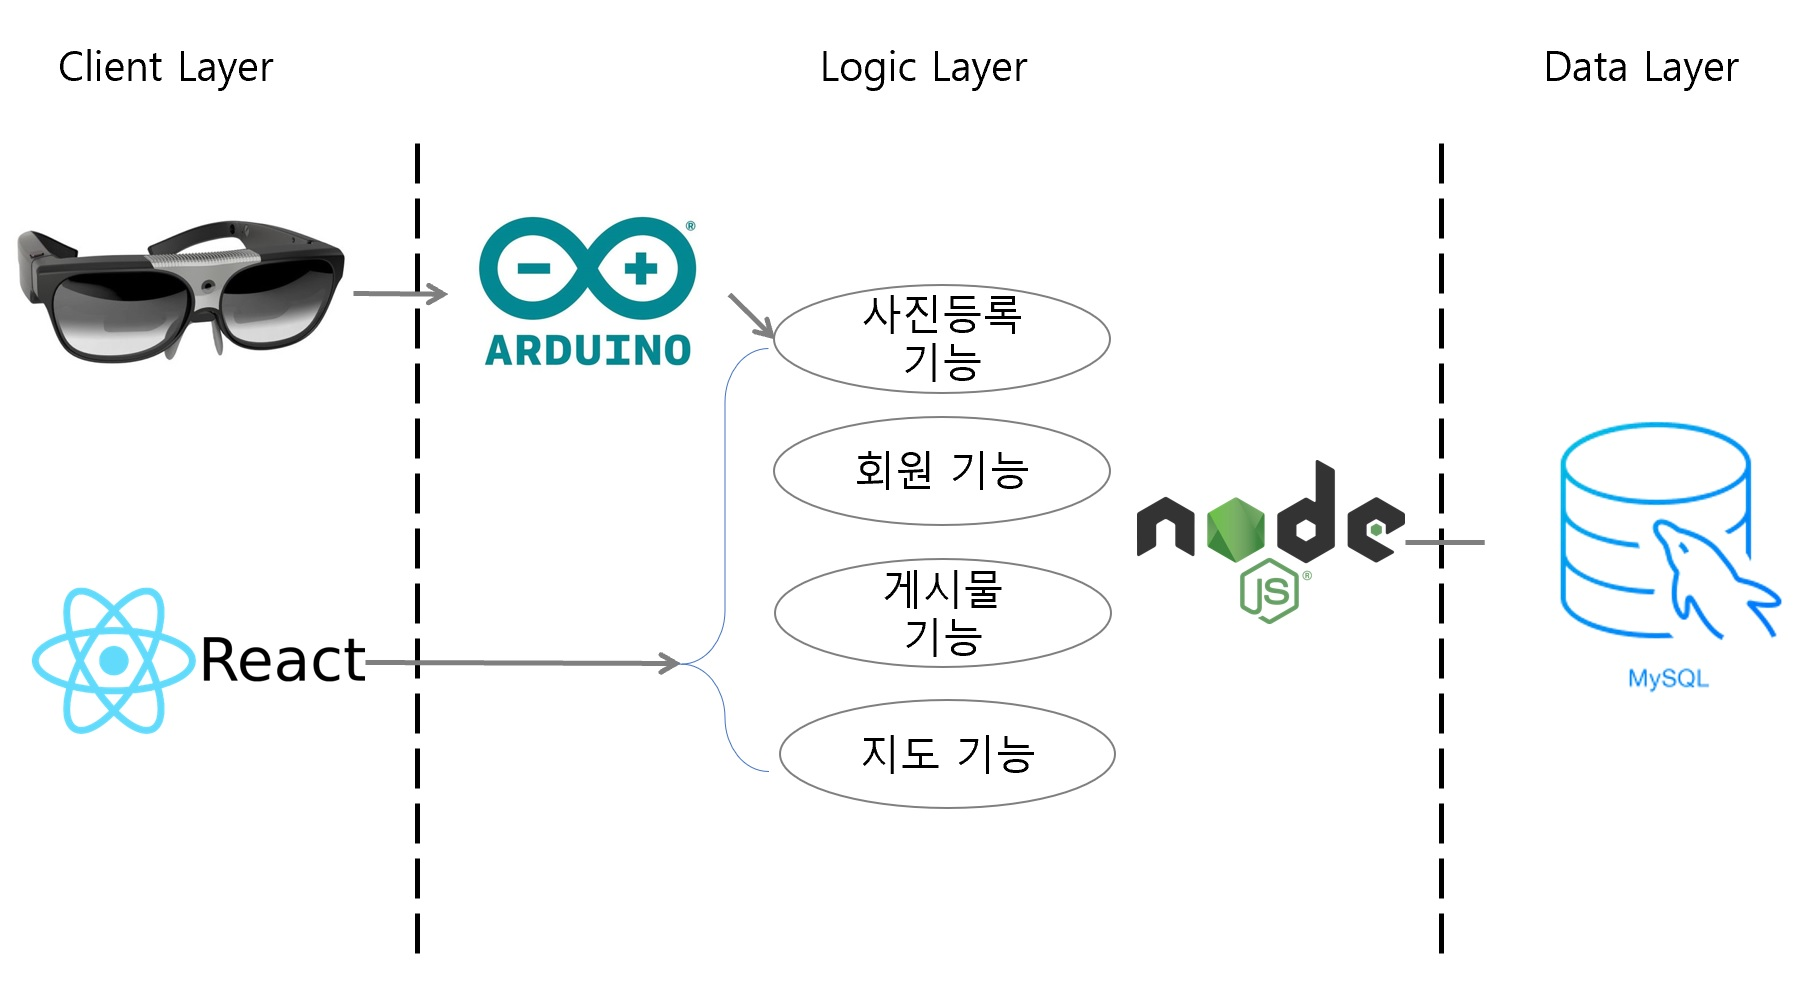 Client Layer
Logic Layer
Data Layer
ARDUINO
사진등록
기능
회원 기능
게시물
기능
지도 기능
React
node
JS
MySQL